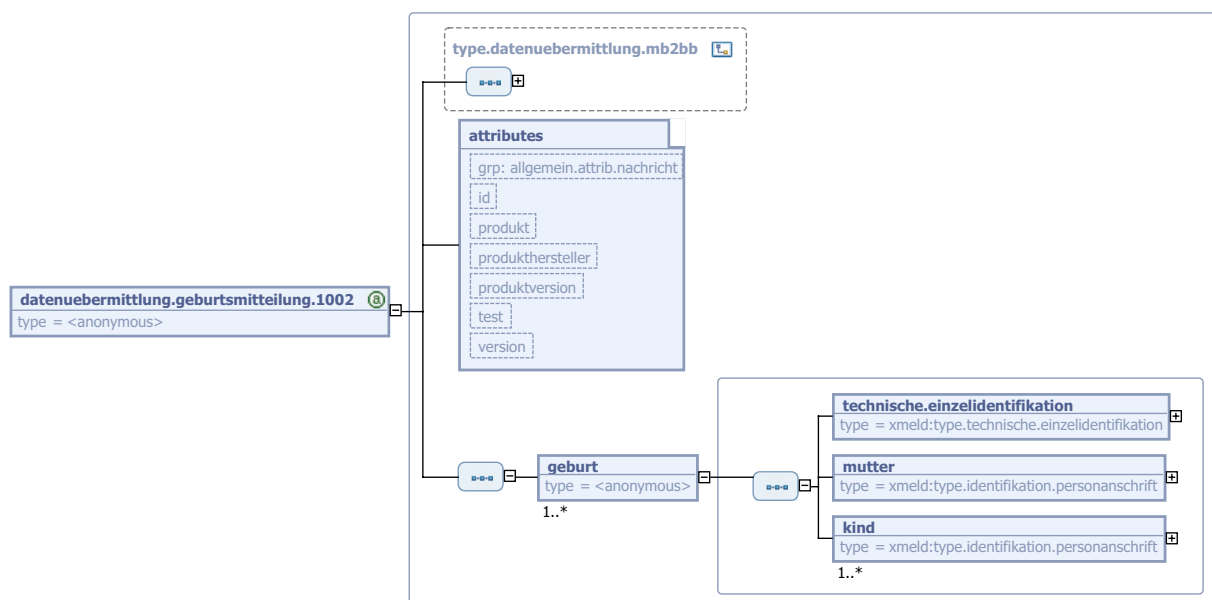 type.datenuebermittlung.mb2bb
attributes
grp: allgemein.attrib.nachricht
id
produkt
produkthersteller
produktversion
test
version
datenuebermittlung.geburtsmitteilung.1002
type = <anonymous>
geburt
type = <anonymous>
1..*
technische.einzelidentifikation
type = xmeld:type.technische.einzelidentifikation
mutter
type = xmeld:type.identifikation.personanschrift
kind
type = xmeld:type.identifikation.personanschrift
1..*